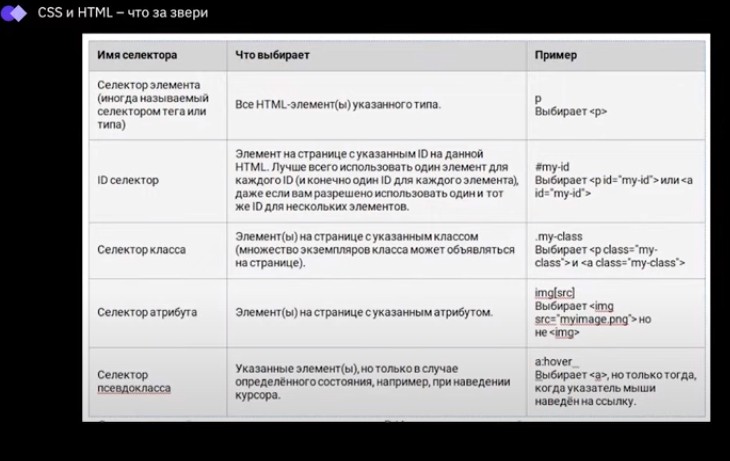 CSS и HTML – что за звери
Имя селектора
Что выбирает
Пример
Селектор элемента
(иногда называемый
селектором тега или
типа)
Все HTML-элемент(ы) указанного типа.
p
Выбирает <p>
ID селектор
Элемент на странице с указанным ID на данной
HTML. Лучше всего использовать один элемент для
каждого ID (и конечно один ID для каждого элемента),
даже если вам разрешено использовать один и тот
же ID для нескольких элементов.
#my-id
Выбирает <p id="my-id"> или <a
id="my-id">
Селектор класса
Элемент(ы) на странице с указанным классом
(множество экземпляров класса может объявляться
на странице).
.my-class
Выбирает <p class="my-
class"> и <a class="my-class">
Селектор атрибута
Элемент(ы) на странице с указанным атрибутом.
img[src]
Выбирает <img
src="myimage.png"> но
не <img>
Селектор
псевдокласса
Указанные элемент(ы), но только в случае
определённого состояния, например, при наведении
курсора.
a:hover
Выбирает <a>, но только тогда,
когда указатель мыши
наведён на ссылку.